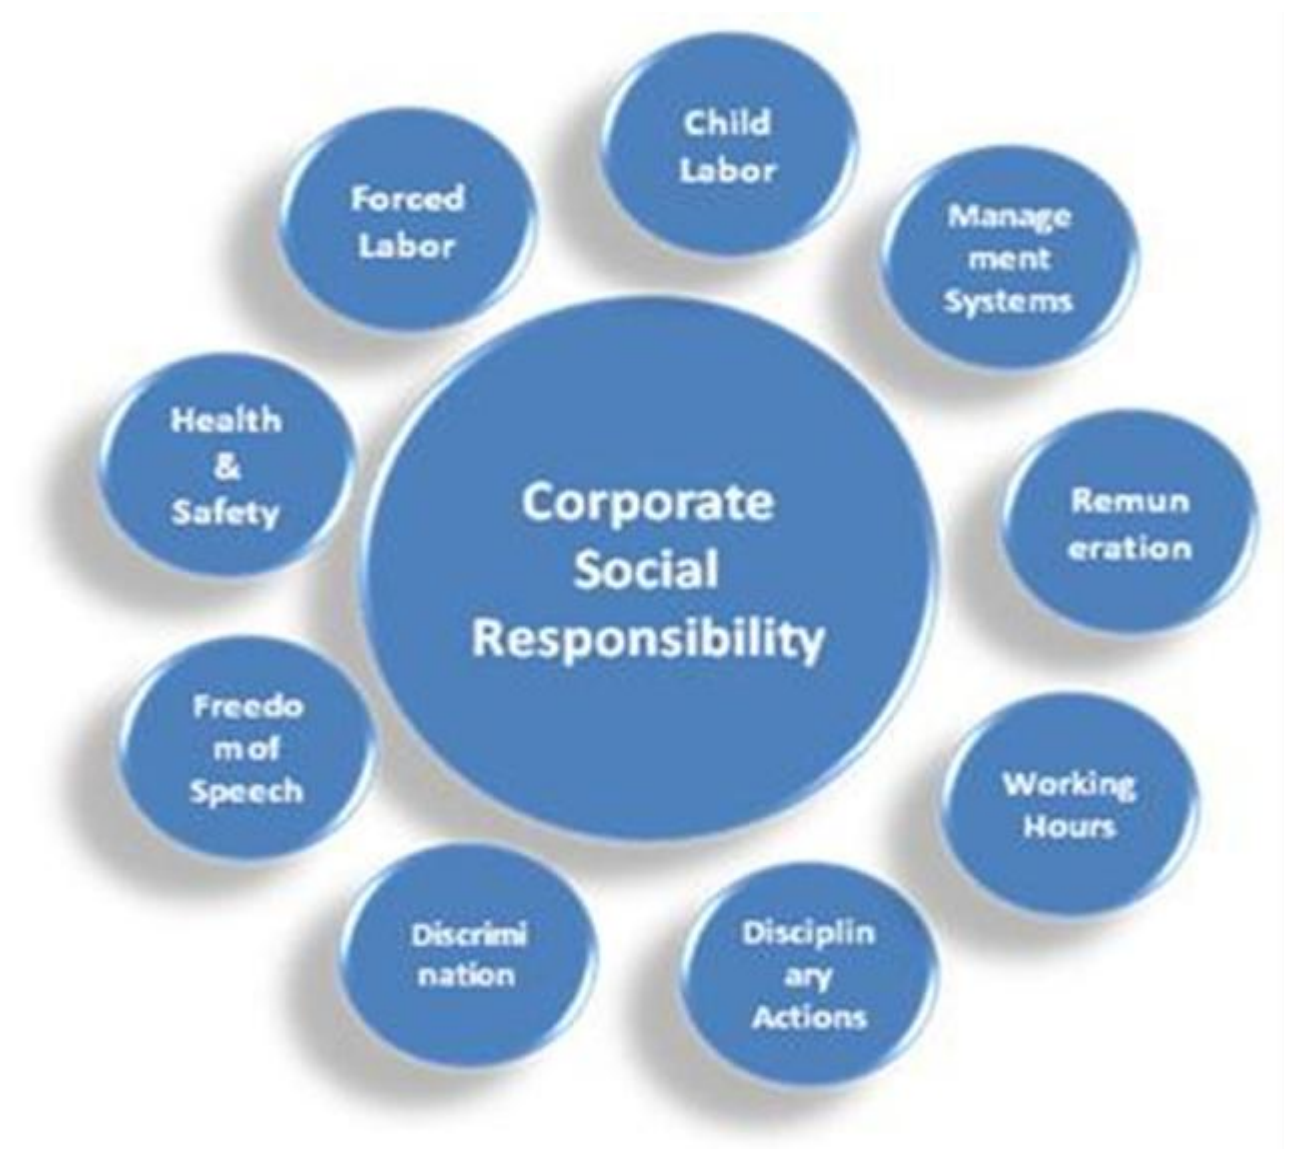 Child
Labor
Forced
Labor
Manage
ment
Systems
Health
&
Safety
Remun
eration
Corporate
Social
Responsibility
Freedo
m of
Speech
Working
Hours
Discrimi
nation
Disciplin
ary
Actions